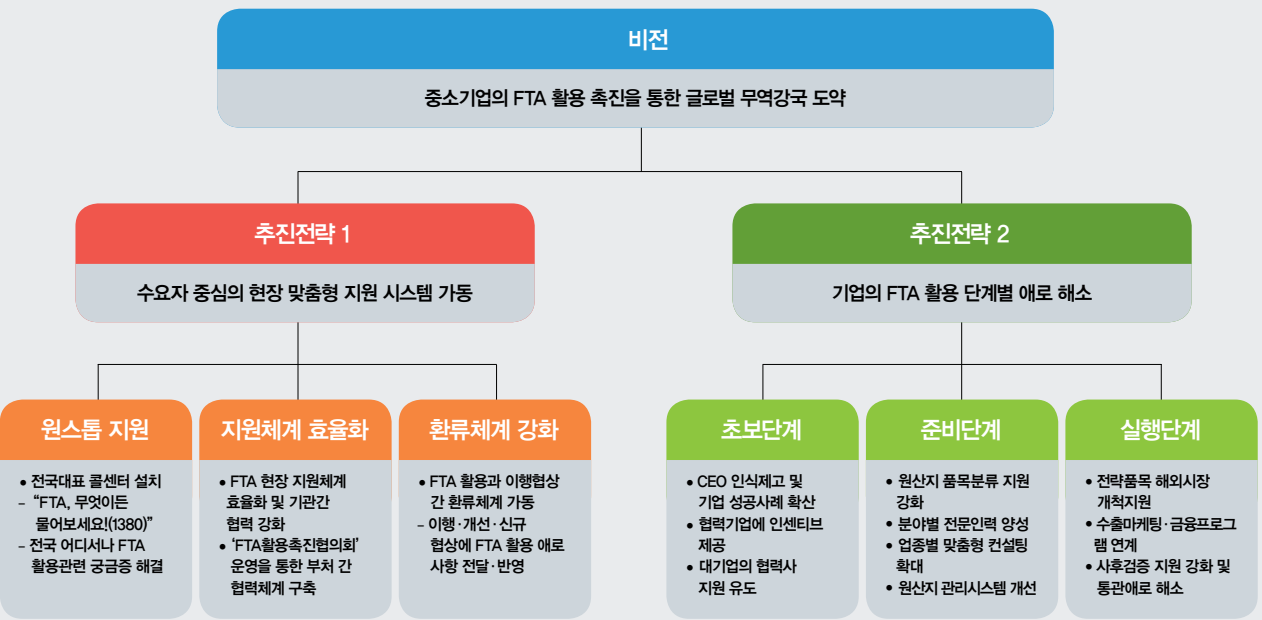 비전
중소기업의 FTA 활용 촉진을 통한 글로벌 무역강국 도약
추진전략 1
수요자 중심의 현장 맞춤형 지원 시스템 가동
추진전략 2
기업의 FTA 활용 단계별 애로 해소
원스톱 지원
• 전국대표 콜센터 설치
– “FTA, 무엇이든
물어보세요!(1380)”
– 전국 어디서나 FTA
활용관련 궁금증 해결
지원체계 효율화
• FTA 현장 지원체계
효율화 및 기관간
협력 강화
• ‘FTA활용촉진협의회’
운영을 통한 부처 간
협력체계 구축
환류체계 강화
• FTA 활용과 이행협상
간 환류체계 가동
– 이행·개선·신규
협상에 FTA 활용 애로
사항 전달·반영
초보단계
• CEO 인식제고 및
기업 성공사례 확산
• 협력기업에 인센티브
제공
• 대기업의 협력사
지원 유도
준비단계
• 원산지 품목분류 지원
강화
• 분야별 전문인력 양성
• 업종별 맞춤형 컨설팅
확대
• 원산지 관리시스템 개선
실행단계
• 전략품목 해외시장
개척지원
• 수출마케팅·금융프로그
램 연계
• 사후검증 지원 강화 및
통관애로 해소